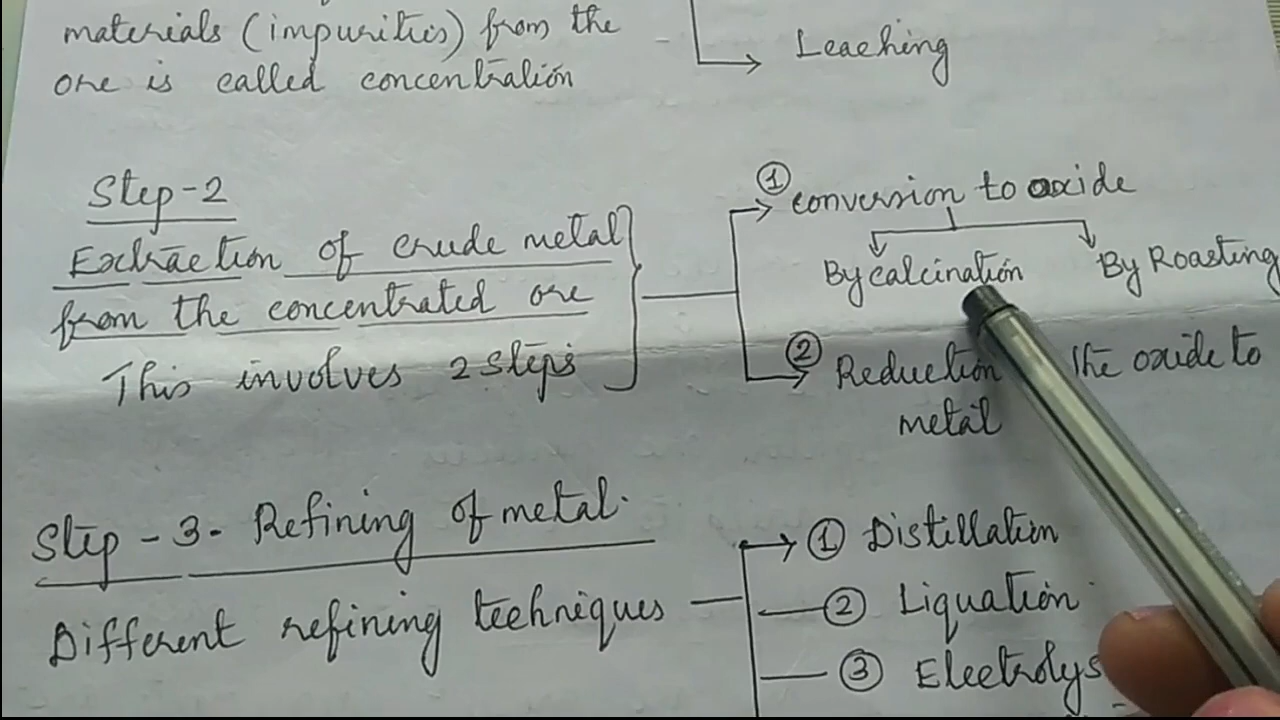 materials (impurities) from the
ore is called concentration
Leaching
Step-2
Extraction of crude metal
from the concentrated ore
This involves 2 steps
① conversion to oxide
By calcination
By Roasting
② Reduction the oxide to
metal
Step - 3 - Refining of metal.
Different refining techniques
① Distillation
② Liquation
③ Electrolys